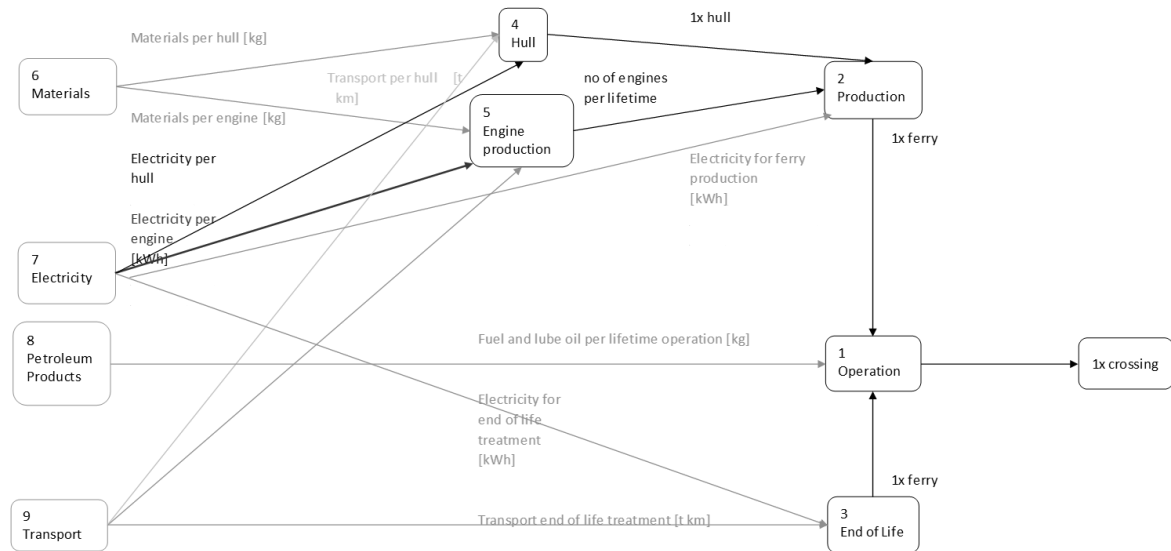 4
Hull
1x hull
Materials per hull [kg]
6
Materials
Transport per hull [t
km]
no of engines
per lifetime
2
Production
Materials per engine [kg]
5
Engine
production
1x ferry
Electricity per
hull
Electricity for ferry
production
[kWh]
Electricity per
engine
[kWh]
7
Electricity
8
Petroleum
Products
Fuel and lube oil per lifetime operation [kg]
1
Operation
1x crossing
Electricity for
end of life
treatment
[kWh]
1x ferry
9
Transport
Transport end of life treatment [t km]
3
End of Life